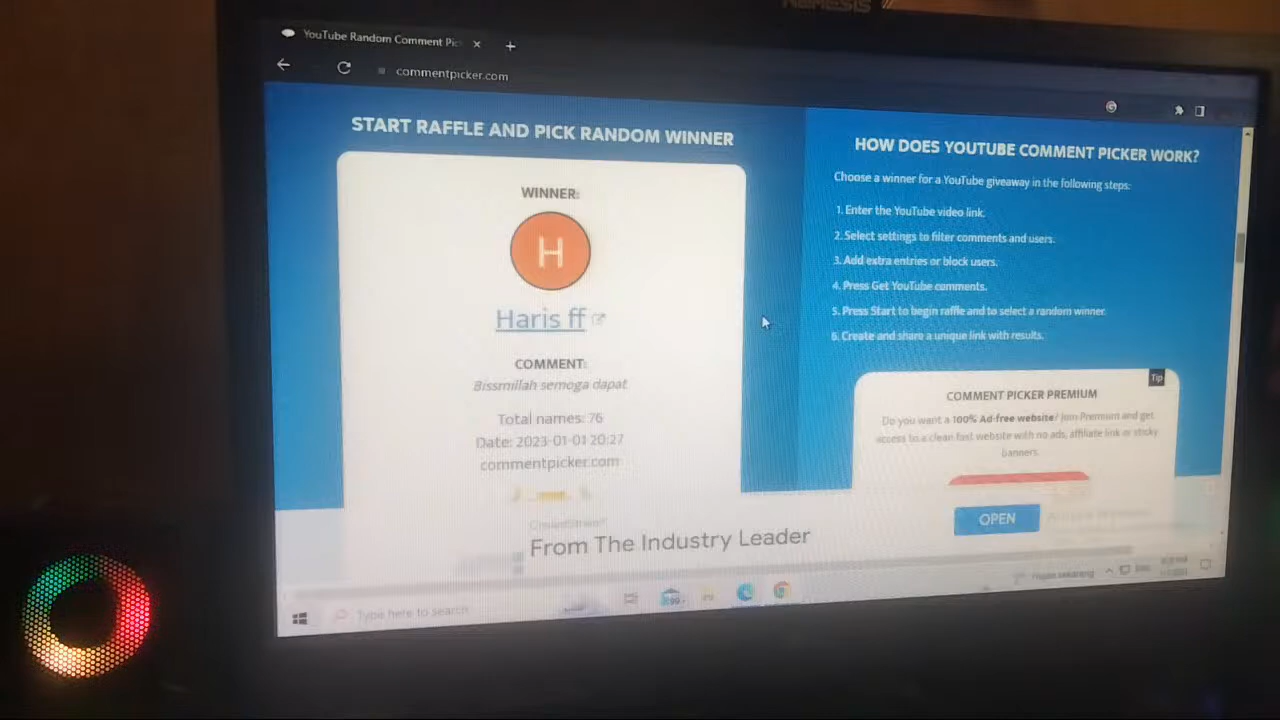 NEMESIS
YouTube Random Comment Pic
commentpicker.com
START RAFFLE AND PICK RANDOM WINNER
WINNER:
H
Haris ff
COMMENT:
Bissmillah semoga dapat
Total names: 76
Date: 2023-01-01 20:27
commentpicker.com
HOW DOES YOUTUBE COMMENT PICKER WORK?
Choose a winner for a YouTube giveaway in the following steps:
1. Enter the YouTube video link.
2. Select settings to filter comments and users.
3. Add extra entries or block users.
4. Press Get YouTube comments.
5. Press Start to begin raffle and to select a random winner.
6. Create and share a unique link with results.
Tip
COMMENT PICKER PREMIUM
Do you want a 100% Ad-free website? Join Premium and get
access to a clean fast website with no ads, affiliate link or sticky
banners.
From The Industry Leader
OPEN
Type here to search
99+